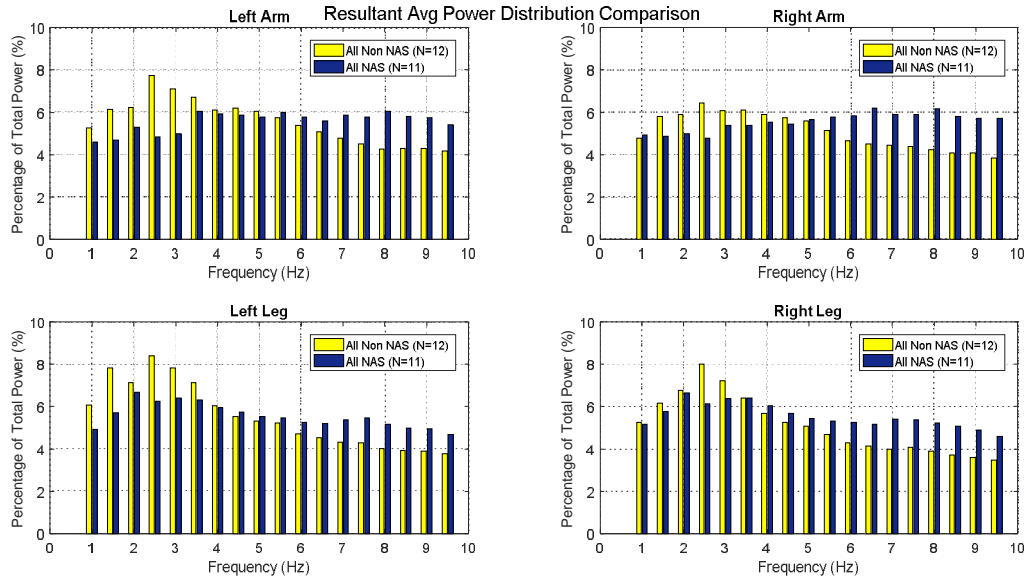 Resultant Avg Power Distribution Comparison
Left Arm
Percentage of Total Power (%)
10
8
6
4
2
0
All Non NAS (N=12)
All NAS (N=11)
0 1 2 3 4 5 6 7 8 9 10
Frequency (Hz)
Right Arm
Percentage of Total Power (%)
10
8
6
4
2
0
All Non NAS (N=12)
All NAS (N=11)
0 1 2 3 4 5 6 7 8 9 10
Frequency (Hz)
Left Leg
Percentage of Total Power (%)
10
8
6
4
2
0
All Non NAS (N=12)
All NAS (N=11)
0 1 2 3 4 5 6 7 8 9 10
Frequency (Hz)
Right Leg
Percentage of Total Power (%)
10
8
6
4
2
0
All Non NAS (N=12)
All NAS (N=11)
0 1 2 3 4 5 6 7 8 9 10
Frequency (Hz)